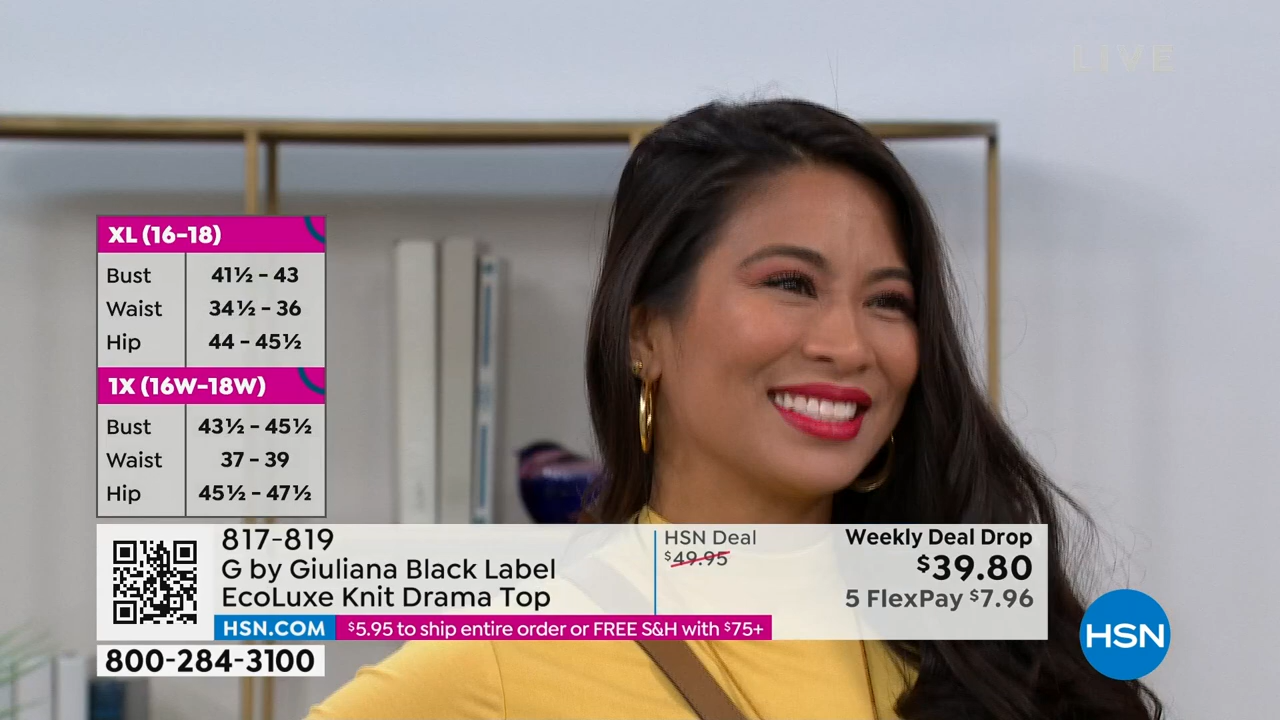 LIVE
XL (16-18)
Bust 41½ - 43
Waist 34½ - 36
Hip 44 - 45½
1X (16W-18W)
Bust 43½ - 45½
Waist 37 - 39
Hip 45½ - 47½
817-819
G by Giuliana Black Label
EcoLuxe Knit Drama Top
HSN Deal
$49.95
Weekly Deal Drop
$39.80
5 FlexPay $7.96
HSN.COM $5.95 to ship entire order or FREE S&H with $75+
800-284-3100
HSN